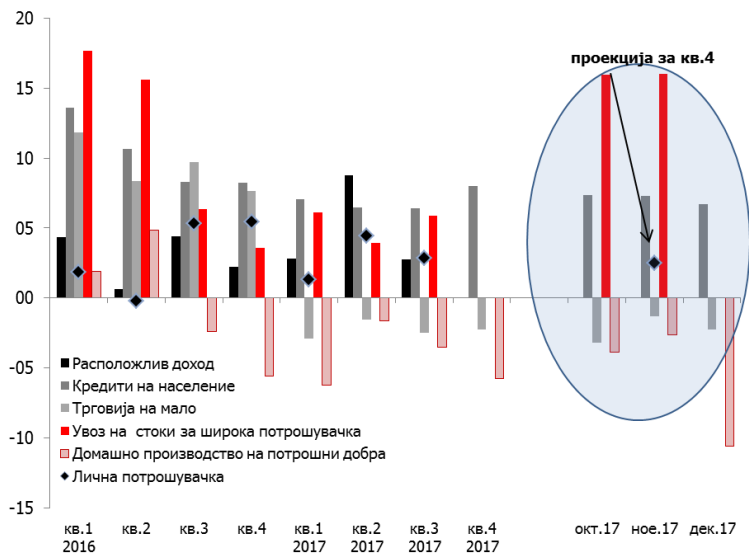 20
15
10
05
00
-05
-10
-15
проекција за кв.4
Расположлив доход
Кредити на население
Трговија на мало
Увоз на стоки за широка потрошувачка
Домашно производство на потрошни добра
Лична потрошувачка
кв.1 кв.2 кв.3 кв.4 кв.1 кв.2 кв.3 кв.4 окт.17 ное.17 дек.17
2016 2017 2017 2017 2017